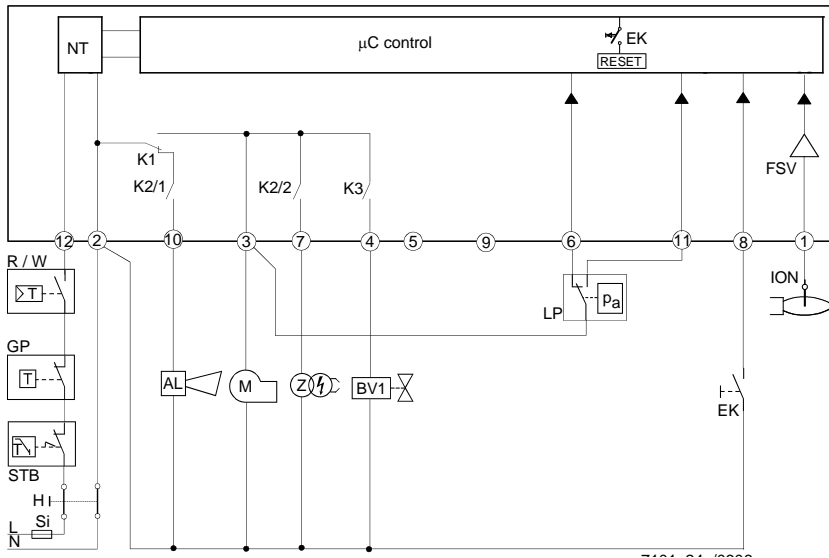 NT
µC control
EK
RESET
FSV
K1
K2/1
K2/2
K3
12
2
10
3
7
4
5
9
6
11
8
1
R / W
T
LP
pa
ION
GP
T
AL
M
Z
BV1
EK
T
STB
H
L
Si
N